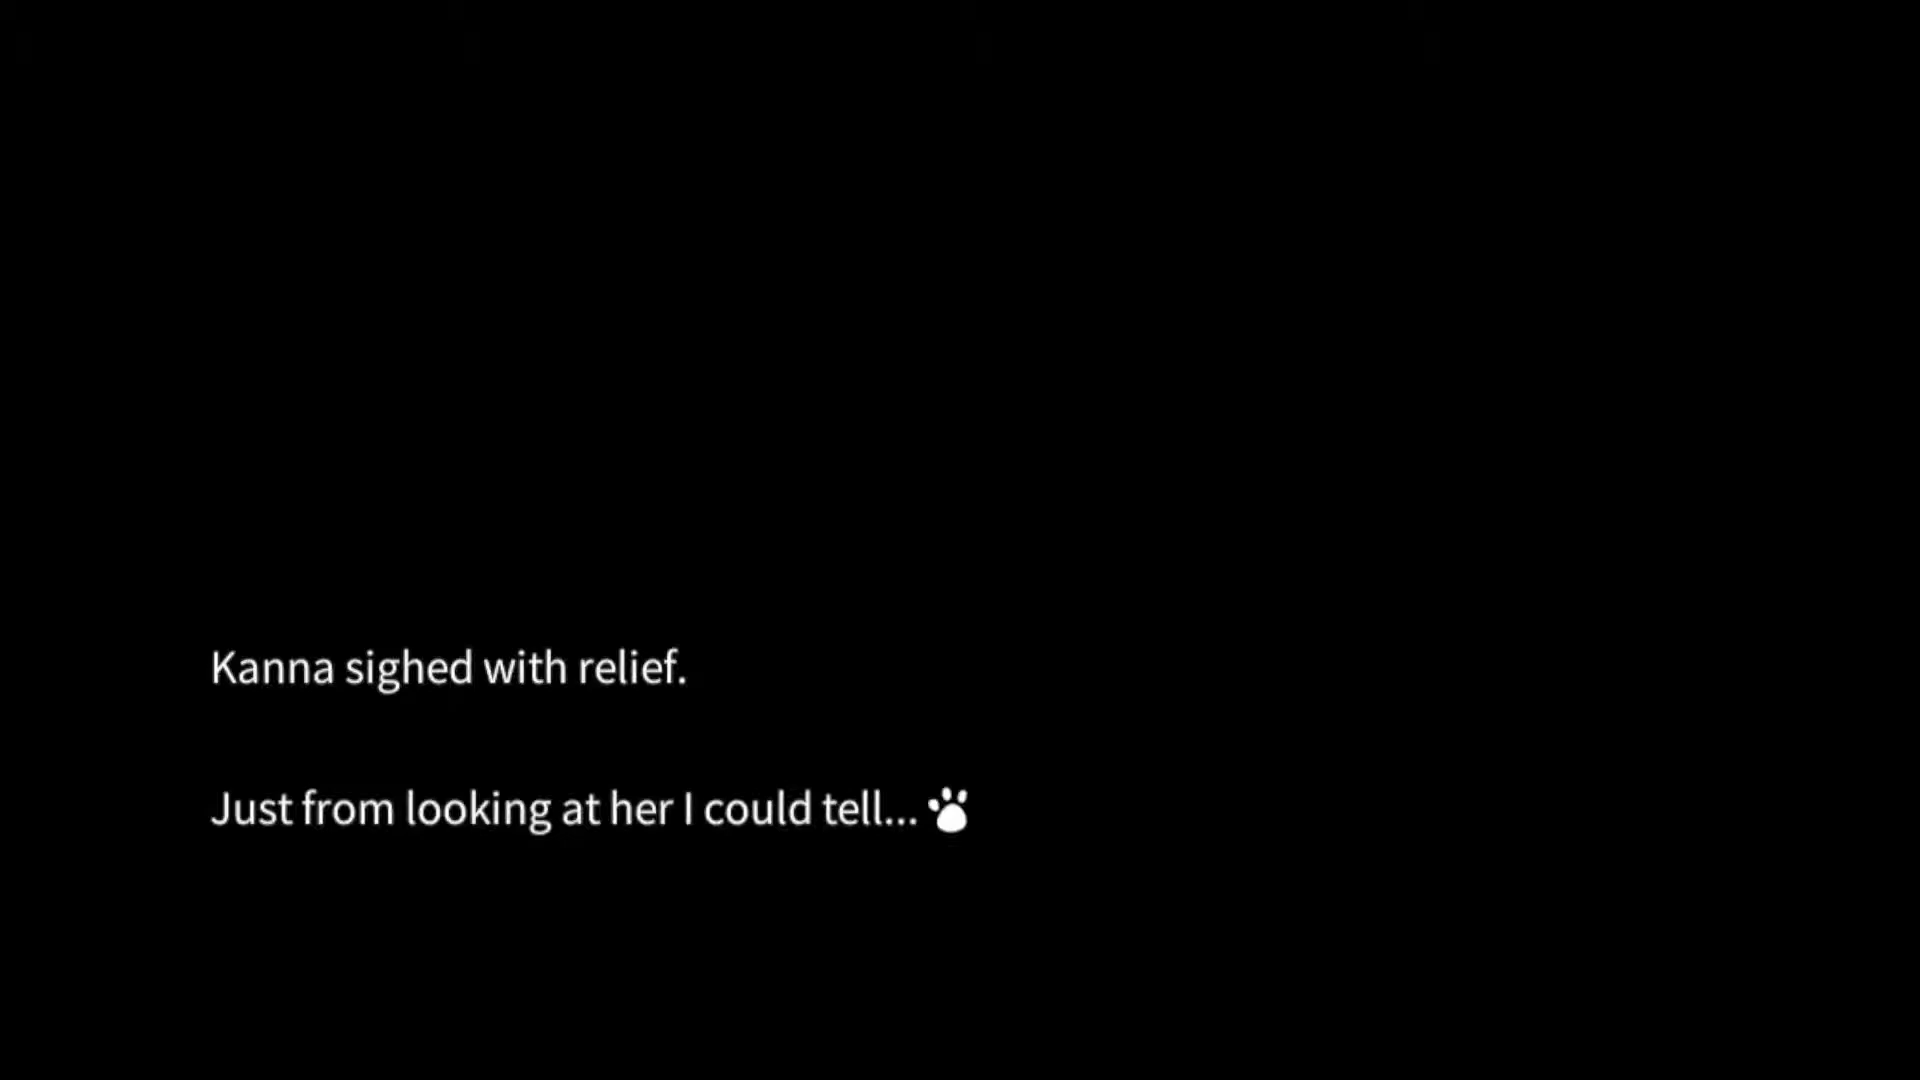 Kanna sighed with relief.
Just from looking at her I could tell...